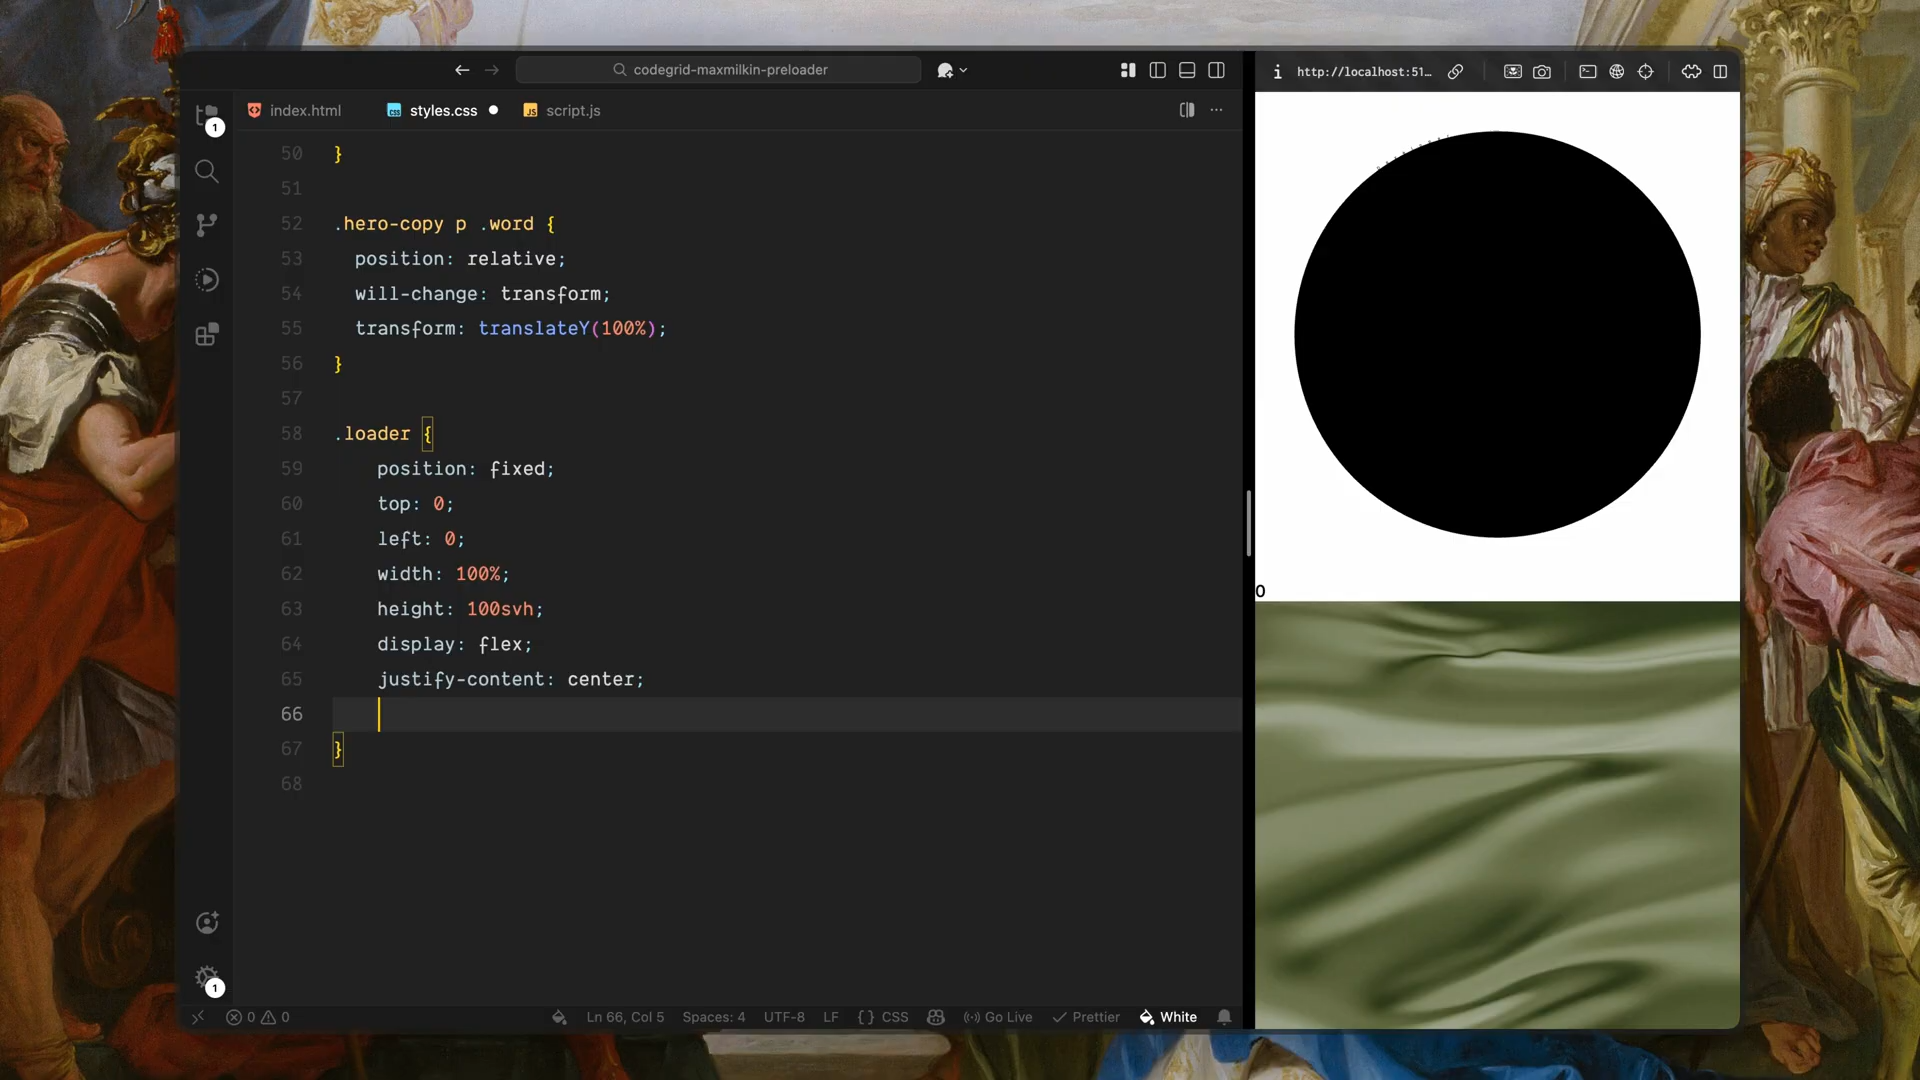 codegrid-maxmilkin-preloader
http://localhost:51…
index.html
styles.css
script.js
1
50 }
51
52 .hero-copy p .word {
53 position: relative;
54 will-change: transform;
55 transform: translateY(100%);
56 }
57
58 .loader {
59 position: fixed;
60 top: 0;
61 left: 0;
62 width: 100%;
63 height: 100svh;
64 display: flex;
65 justify-content: center;
66
67 }
68
0
1
0 0
Ln 66, Col 5
Spaces: 4
UTF-8
LF
{ } CSS
Go Live
Prettier
White